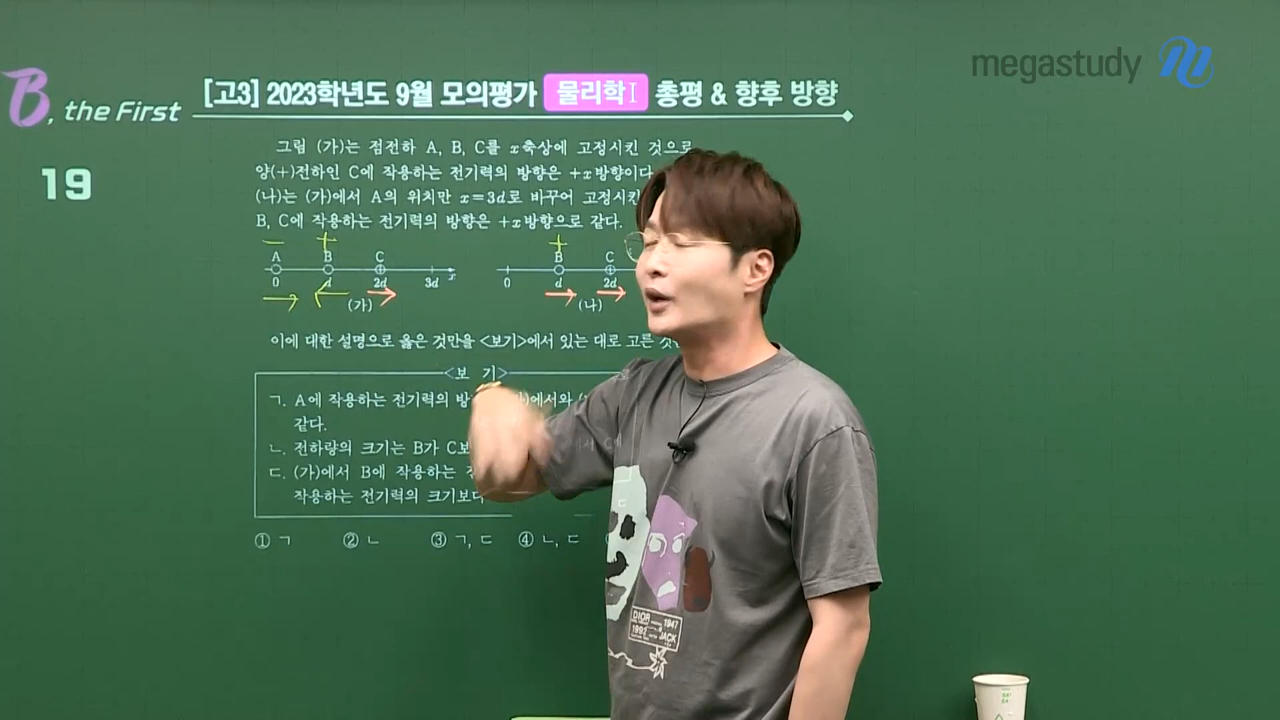 megastudy
B, the First
[고3] 2023학년도 9월 모의평가 물리학I 총평 & 향후 방향
19
그림 (가)는 점전하 A, B, C를 x축상에 고정시킨 것으로
양(+)전하인 C에 작용하는 전기력의 방향은 +x방향이다
(나)는 (가)에서 A의 위치만 x=3d로 바꾸어 고정시킨
B, C에 작용하는 전기력의 방향은 +x방향으로 같다.
− + +
A B C B C
0 d 2d 3d x 0 d 2d
(가) (나)
이에 대한 설명으로 옳은 것만을 <보기>에서 있는 대로 고른
<보 기>
ㄱ. A에 작용하는 전기력의
같다.
ㄴ. 전하량의 크기는 B가
ㄷ. (가)에서 B에 작용하는
작용하는 전기력의 크기보다
① ㄱ ② ㄴ ③ ㄱ, ㄷ ④ ㄴ, ㄷ
DIOR 1947
1992 JACK